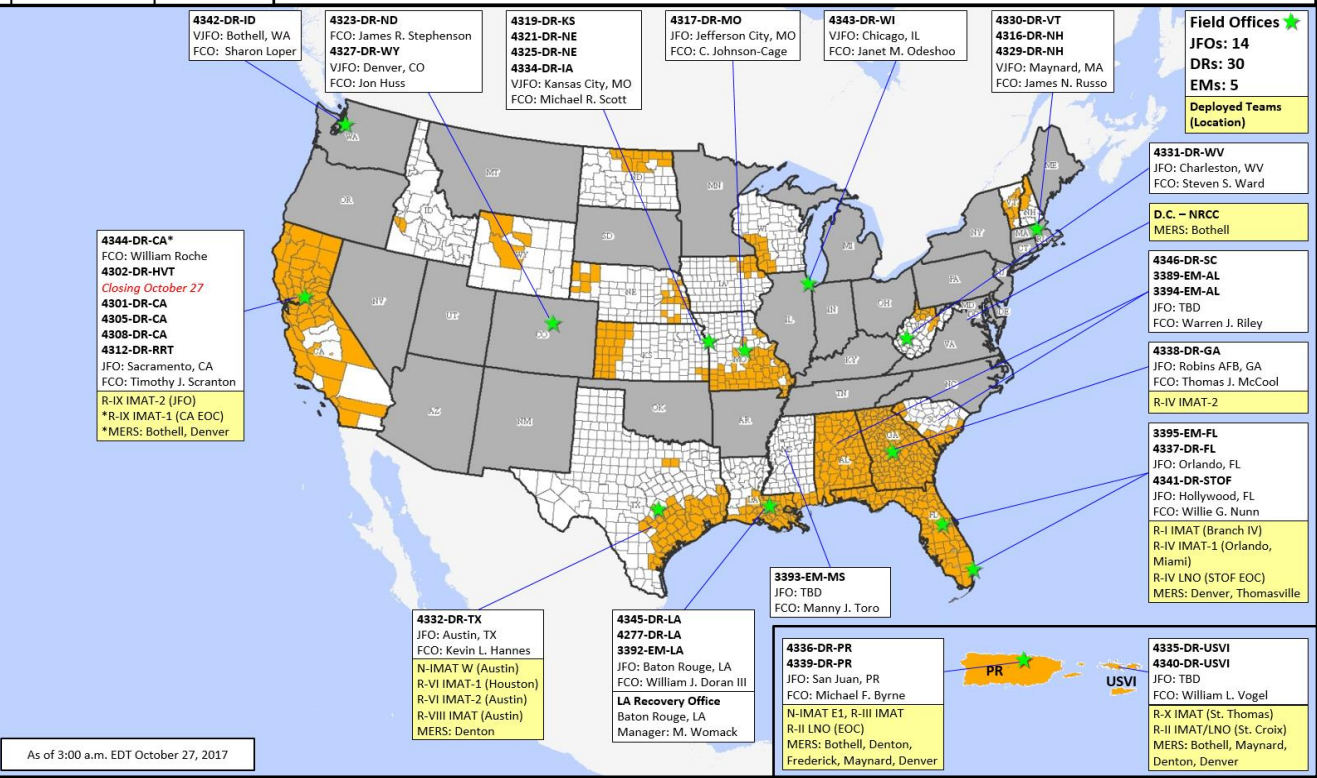 4342-DR-ID
VJFO: Bothell, WA
FCO: Sharon Loper
4323-DR-ND
FCO: James R. Stephenson
4327-DR-WY
VJFO: Denver, CO
FCO: Jon Huss
4319-DR-KS
4321-DR-NE
4325-DR-NE
4334-DR-IA
VJFO: Kansas City, MO
FCO: Michael R. Scott
4317-DR-MO
JFO: Jefferson City, MO
FCO: C. Johnson-Cage
4343-DR-WI
VJFO: Chicago, IL
FCO: Janet M. Odeshoo
4330-DR-VT
4316-DR-NH
4329-DR-NH
VJFO: Maynard, MA
FCO: James N. Russo
Field Offices
JFOs: 14
DRs: 30
EMs: 5
Deployed Teams
(Location)
4331-DR-WV
JFO: Charleston, WV
FCO: Steven S. Ward
D.C. – NRCC
MERS: Bothell
4346-DR-SC
3389-EM-AL
3394-EM-AL
JFO: TBD
FCO: Warren J. Riley
4338-DR-GA
JFO: Robins AFB, GA
FCO: Thomas J. McCool
R-IV IMAT-2
3395-EM-FL
4337-DR-FL
JFO: Orlando, FL
4341-DR-STOF
JFO: Hollywood, FL
FCO: Willie G. Nunn
R-I IMAT (Branch IV)
R-IV IMAT-1 (Orlando,
Miami)
R-IV LNO (STOF EOC)
MERS: Denver, Thomasville
4344-DR-CA*
FCO: William Roche
4302-DR-HVT
Closing October 27
4301-DR-CA
4305-DR-CA
4308-DR-CA
4312-DR-RRT
JFO: Sacramento, CA
FCO: Timothy J. Scranton
R-IX IMAT-2 (JFO)
*R-IX IMAT-1 (CA EOC)
*MERS: Bothell, Denver
WA
OR
ID
MT
ND
MN
SD
WY
NV
UT
CO
CA
AZ
NM
NE
KS
OK
TX
IA
MO
AR
LA
WI
IL
MI
IN
OH
KY
TN
AL
GA
FL
SC
NC
VA
MD
DE
PA
NJ
NY
CT
MA
VT
NH
ME
3393-EM-MS
JFO: TBD
FCO: Manny J. Toro
4332-DR-TX
JFO: Austin, TX
FCO: Kevin L. Hannes
N-IMAT W (Austin)
R-VI IMAT-1 (Houston)
R-VI IMAT-2 (Austin)
R-VIII IMAT (Austin)
MERS: Denton
4345-DR-LA
4277-DR-LA
3392-EM-LA
JFO: Baton Rouge, LA
FCO: William J. Doran III
LA Recovery Office
Baton Rouge, LA
Manager: M. Womack
4336-DR-PR
4339-DR-PR
JFO: San Juan, PR
FCO: Michael F. Byrne
N-IMAT E1, R-III IMAT
R-II LNO (EOC)
MERS: Bothell, Denton,
Frederick, Maynard, Denver
PR
USVI
4335-DR-USVI
4340-DR-USVI
JFO: TBD
FCO: William L. Vogel
R-X IMAT (St. Thomas)
R-II IMAT/LNO (St. Croix)
MERS: Bothell, Maynard,
Denton, Denver
As of 3:00 a.m. EDT October 27, 2017